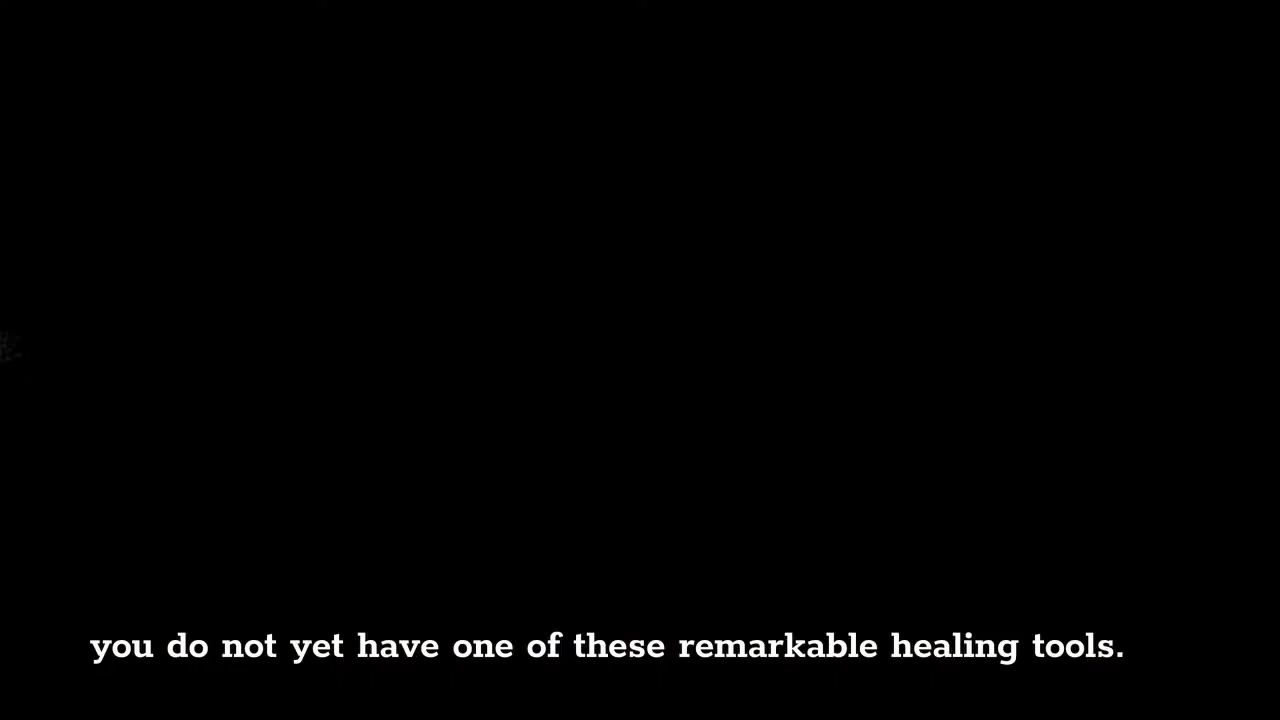 you do not yet have one of these remarkable healing tools.